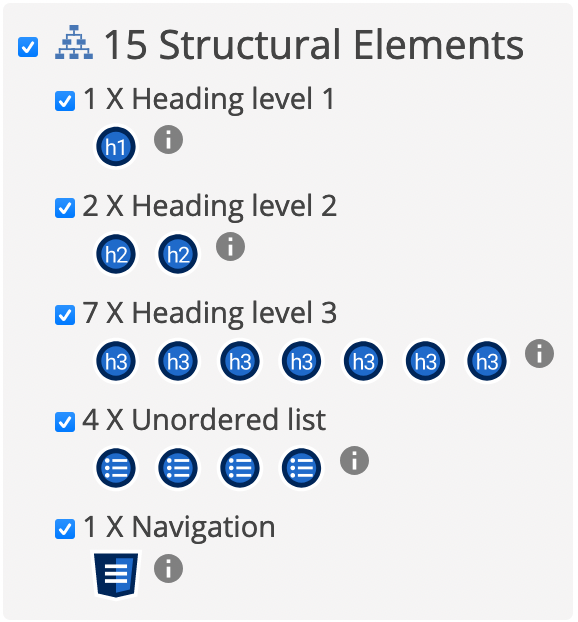 15 Structural Elements
1 X Heading level 1
h1
2 X Heading level 2
h2 h2
7 X Heading level 3
h3 h3 h3 h3 h3 h3 h3
4 X Unordered list
1 X Navigation